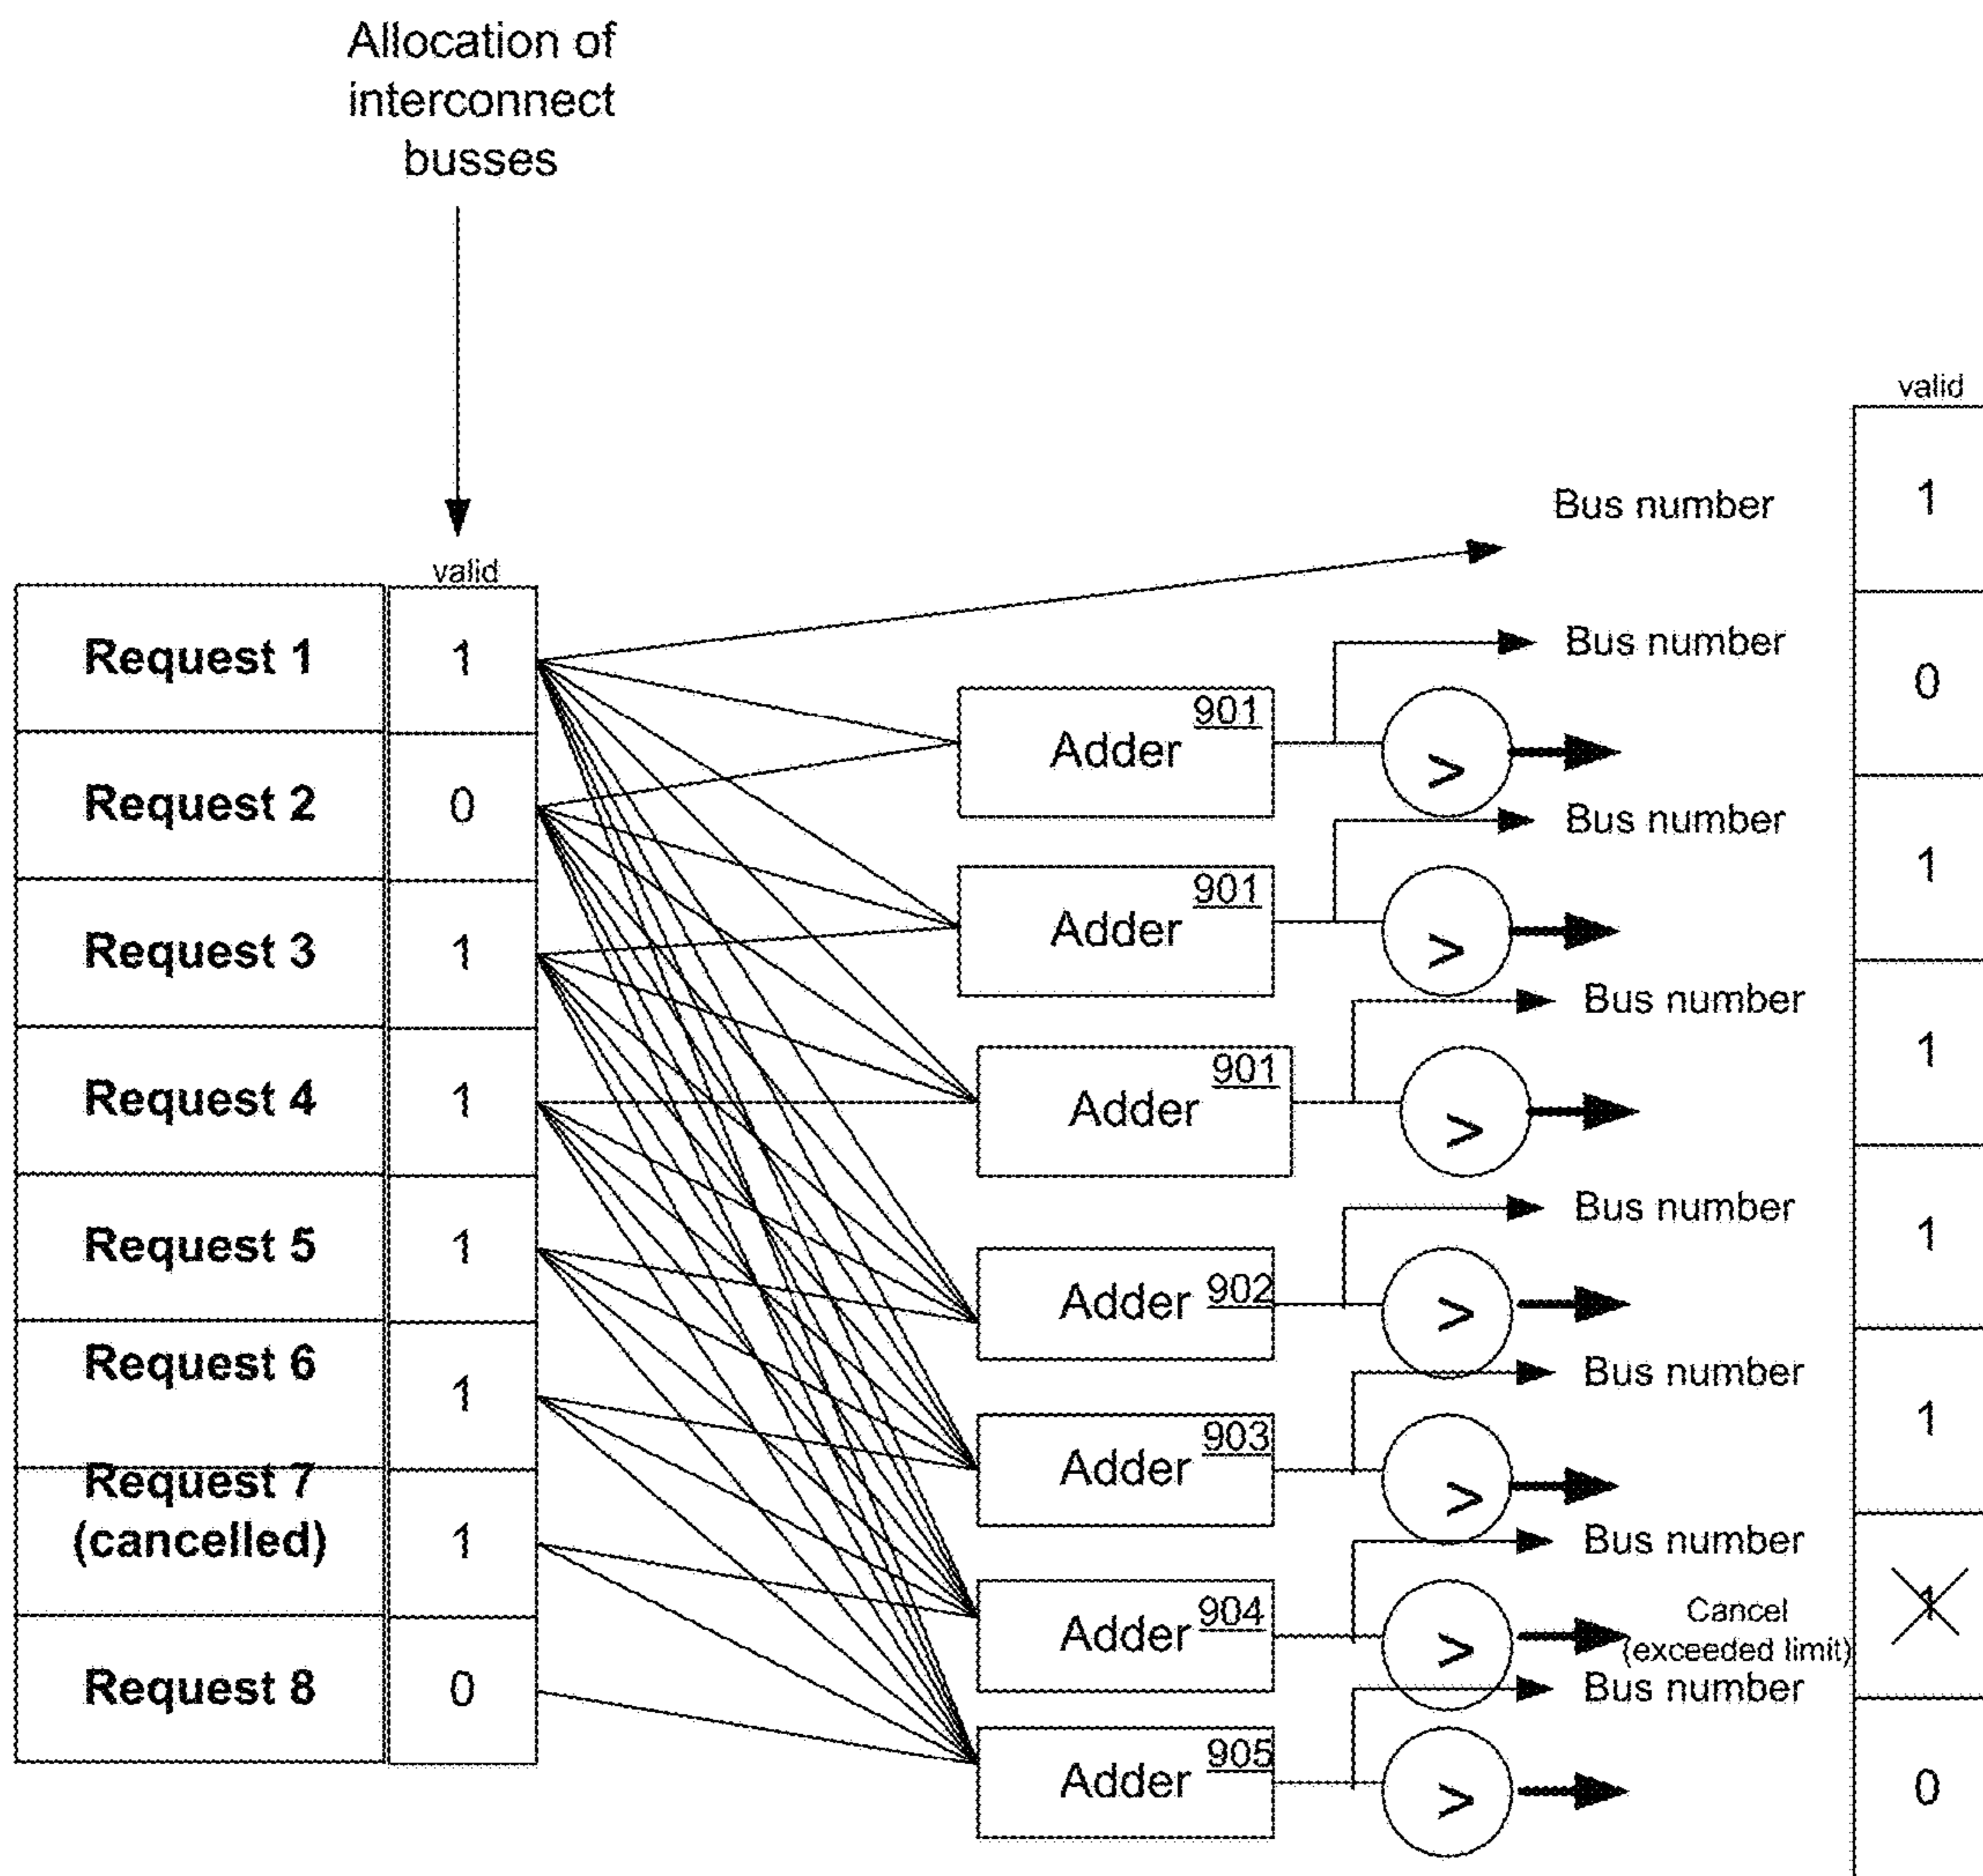 Allocation of
interconnect
busses
valid
valid
1
Bus number
Request 1 1
Bus number
0
Adder 901
>
Request 2 0
Bus number
1
Adder 901
>
Request 3 1
Bus number
1
Request 4 1
Adder 901
>
Bus number
1
Request 5 1
Adder 902
>
Request 6 1
Bus number
1
Adder 903
>
Request 7
(cancelled) 1
Bus number
1
Cancel
(exceeded limit)
Adder 904
>
Request 8 0
Bus number
Adder 905
>
0